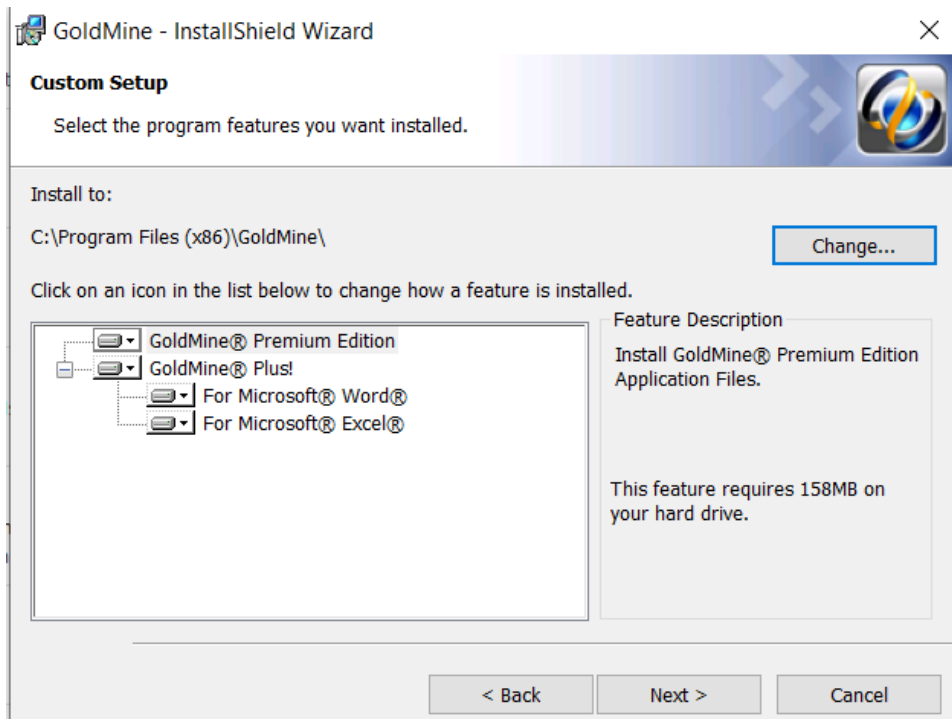 GoldMine - InstallShield Wizard
Custom Setup
Select the program features you want installed.
Install to:
C:\Program Files (x86)\GoldMine\
Change...
Click on an icon in the list below to change how a feature is installed.
GoldMine® Premium Edition
GoldMine® Plus!
For Microsoft® Word®
For Microsoft® Excel®
Feature Description
Install GoldMine® Premium Edition
Application Files.
This feature requires 158MB on
your hard drive.
< Back
Next >
Cancel